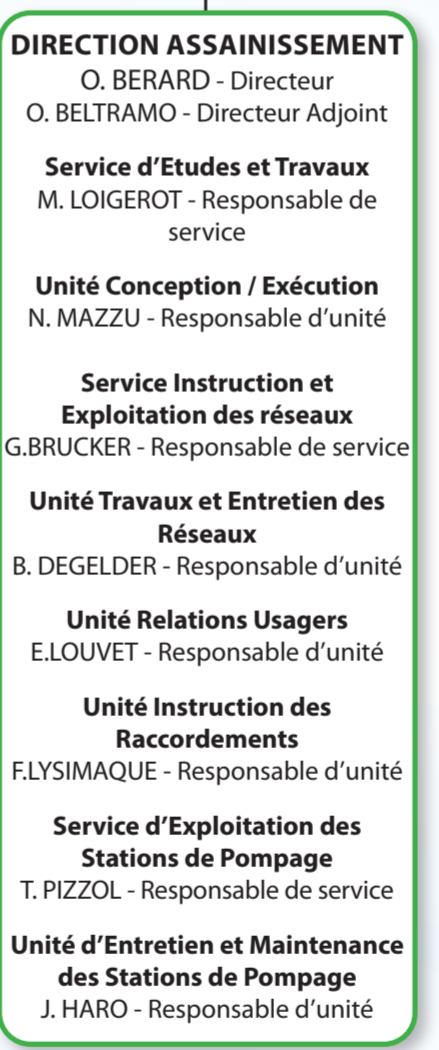 DIRECTION ASSAINISSEMENT
O. BERARD - Directeur
O. BELTRAMO - Directeur Adjoint
Service d’Etudes et Travaux
M. LOIGEROT - Responsable de
service
Unité Conception / Exécution
N. MAZZU - Responsable d’unité
Service Instruction et
Exploitation des réseaux
G.BRUCKER - Responsable de service
Unité Travaux et Entretien des
Réseaux
B. DEGELDER - Responsable d’unité
Unité Relations Usagers
E.LOUVET - Responsable d’unité
Unité Instruction des
Raccordements
F.LYSIMAQUE - Responsable d’unité
Service d’Exploitation des
Stations de Pompage
T. PIZZOL - Responsable de service
Unité d’Entretien et Maintenance
des Stations de Pompage
J. HARO - Responsable d’unité